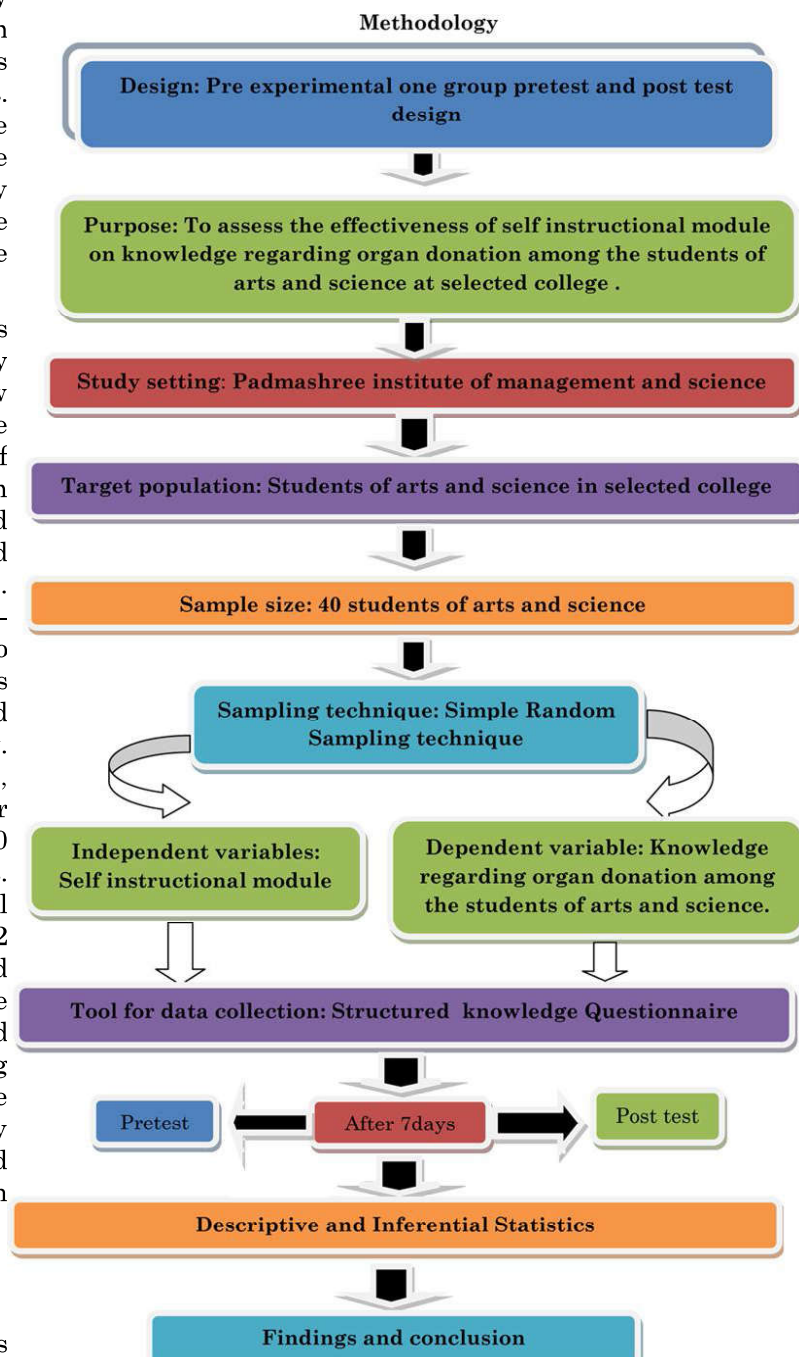 Methodology
Design: Pre experimental one group pretest and post test
design
Purpose: To assess the effectiveness of self instructional module
on knowledge regarding organ donation among the students of
arts and science at selected college .
Study setting: Padmashree institute of management and science
Target population: Students of arts and science in selected college
Sample size: 40 students of arts and science
Sampling technique: Simple Random
Sampling technique
Independent variables:
Self instructional module
Dependent variable: Knowledge
regarding organ donation among
the students of arts and science.
Tool for data collection: Structured knowledge Questionnaire
Pretest
After 7days
Post test
Descriptive and Inferential Statistics
Findings and conclusion